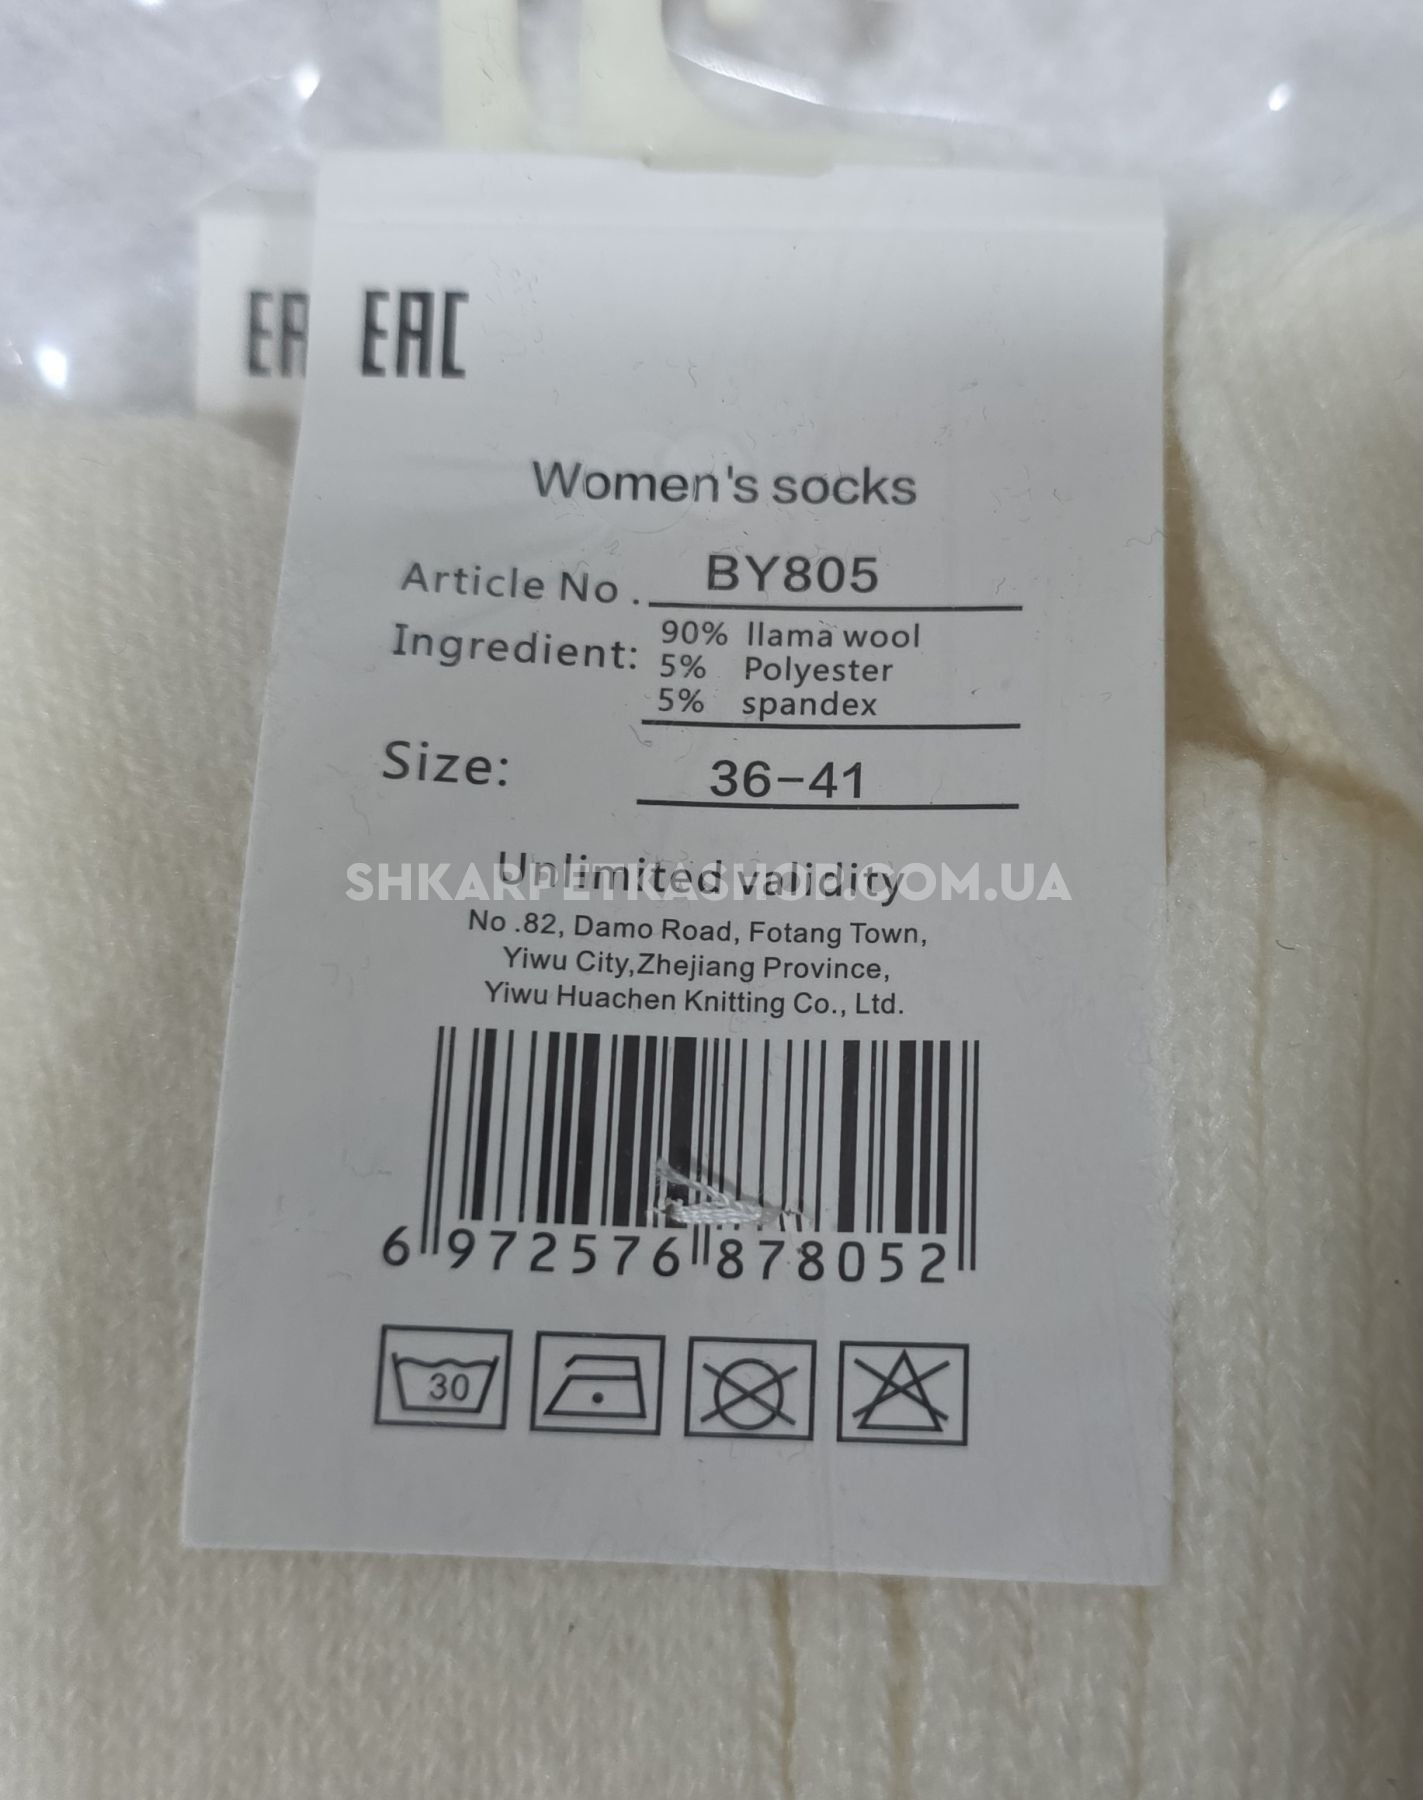 EA
EAC
Women's socks
Article No . BY805
Ingredient: 90% llama wool
5% Polyester
5% spandex
Size: 36-41
Unlimited validity
SHKARPETKASHOP.COM.UA
No .82, Damo Road, Fotang Town,
Yiwu City,Zhejiang Province,
Yiwu Huachen Knitting Co., Ltd.
6 972576 878052
30